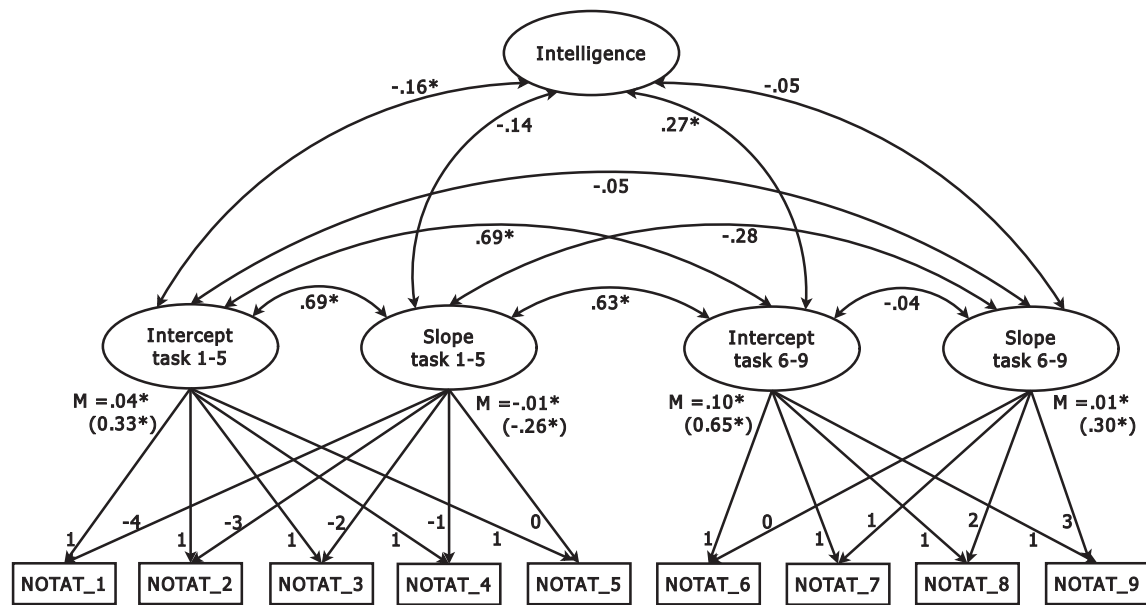 Intelligence
-.16*
-.14
.27*
-.05
-.05
.69*
-.28
.69*
.63*
-.04
Intercept
task 1-5
Slope
task 1-5
Intercept
task 6-9
Slope
task 6-9
M =.04*
(0.33*)
M =-.01*
(-.26*)
M =.10*
(0.65*)
M =.01*
(.30*)
-4
-3
-2
-1
0
0
1
2
3
1
1
1
1
1
1
1
1
1
NOTAT_1
NOTAT_2
NOTAT_3
NOTAT_4
NOTAT_5
NOTAT_6
NOTAT_7
NOTAT_8
NOTAT_9